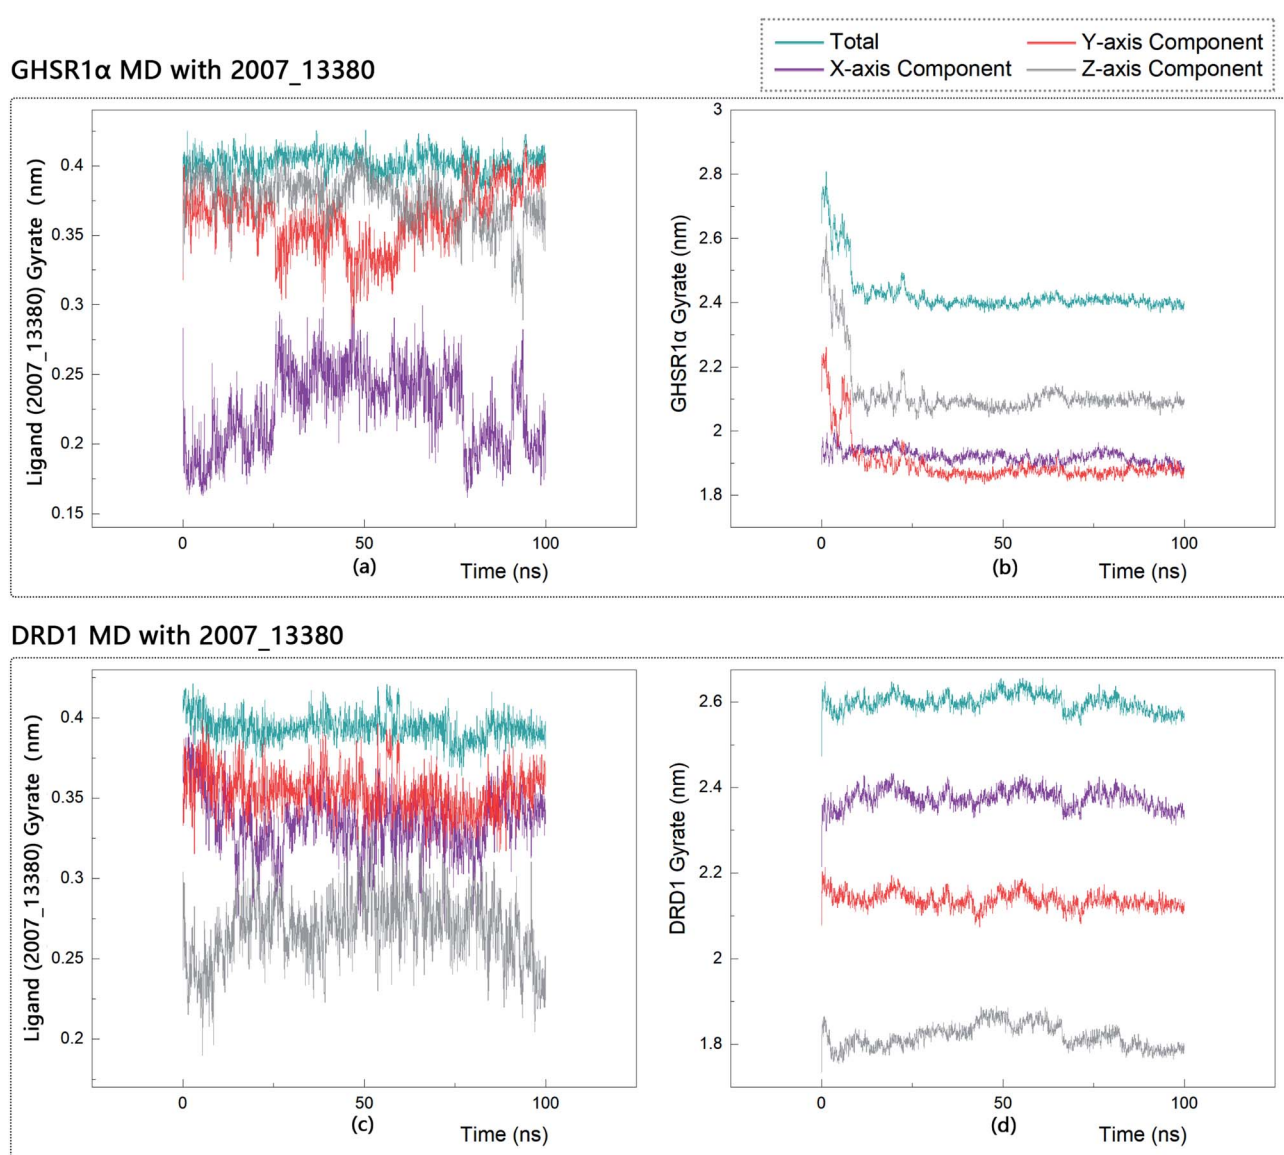 Total
Y-axis Component
X-axis Component
Z-axis Component
GHSR1α MD with 2007_13380
Ligand (2007_13380) Gyrate (nm)
0.4
0.35
0.3
0.25
0.2
0.15
0
50
100
(a)
Time (ns)
GHSR1α Gyrate (nm)
3
2.8
2.6
2.4
2.2
2
1.8
0
50
100
(b)
Time (ns)
DRD1 MD with 2007_13380
Ligand (2007_13380) Gyrate (nm)
0.4
0.35
0.3
0.25
0.2
0
50
100
(c)
Time (ns)
DRD1 Gyrate (nm)
2.6
2.4
2.2
2
1.8
0
50
100
(d)
Time (ns)